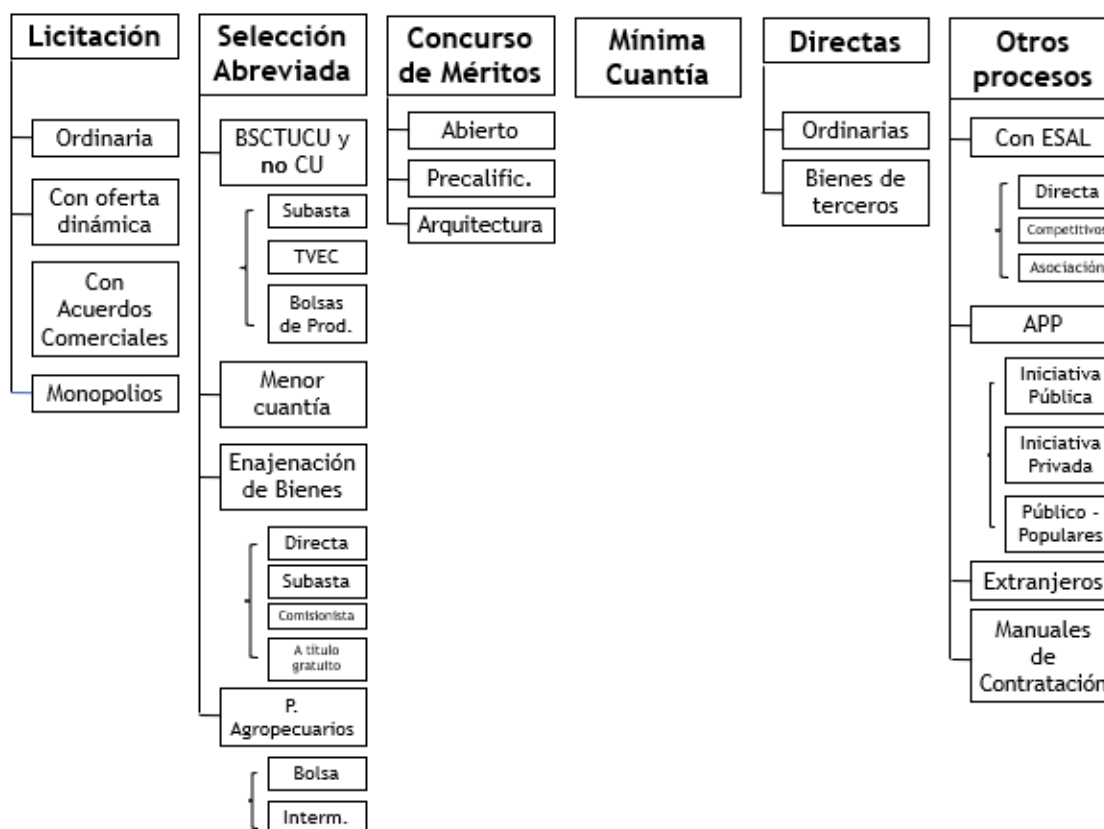 Licitación
Ordinaria
Con oferta
dinámica
Con
Acuerdos
Comerciales
Monopolios
Selección
Abreviada
BSCTUCU y
no CU
Subasta
TVEC
Bolsas
de Prod.
Menor
cuantía
Enajenación
de Bienes
Directa
Subasta
Comisionista
A título
gratuito
P.
Agropecuarios
Bolsa
Interm.
Concurso
de Méritos
Abierto
Precalific.
Arquitectura
Mínima
Cuantía
Directas
Ordinarias
Bienes de
terceros
Otros
procesos
Con ESAL
Directa
Competitivos
Asociación
APP
Iniciativa
Pública
Iniciativa
Privada
Público -
Populares
Extranjeros
Manuales
de
Contratación